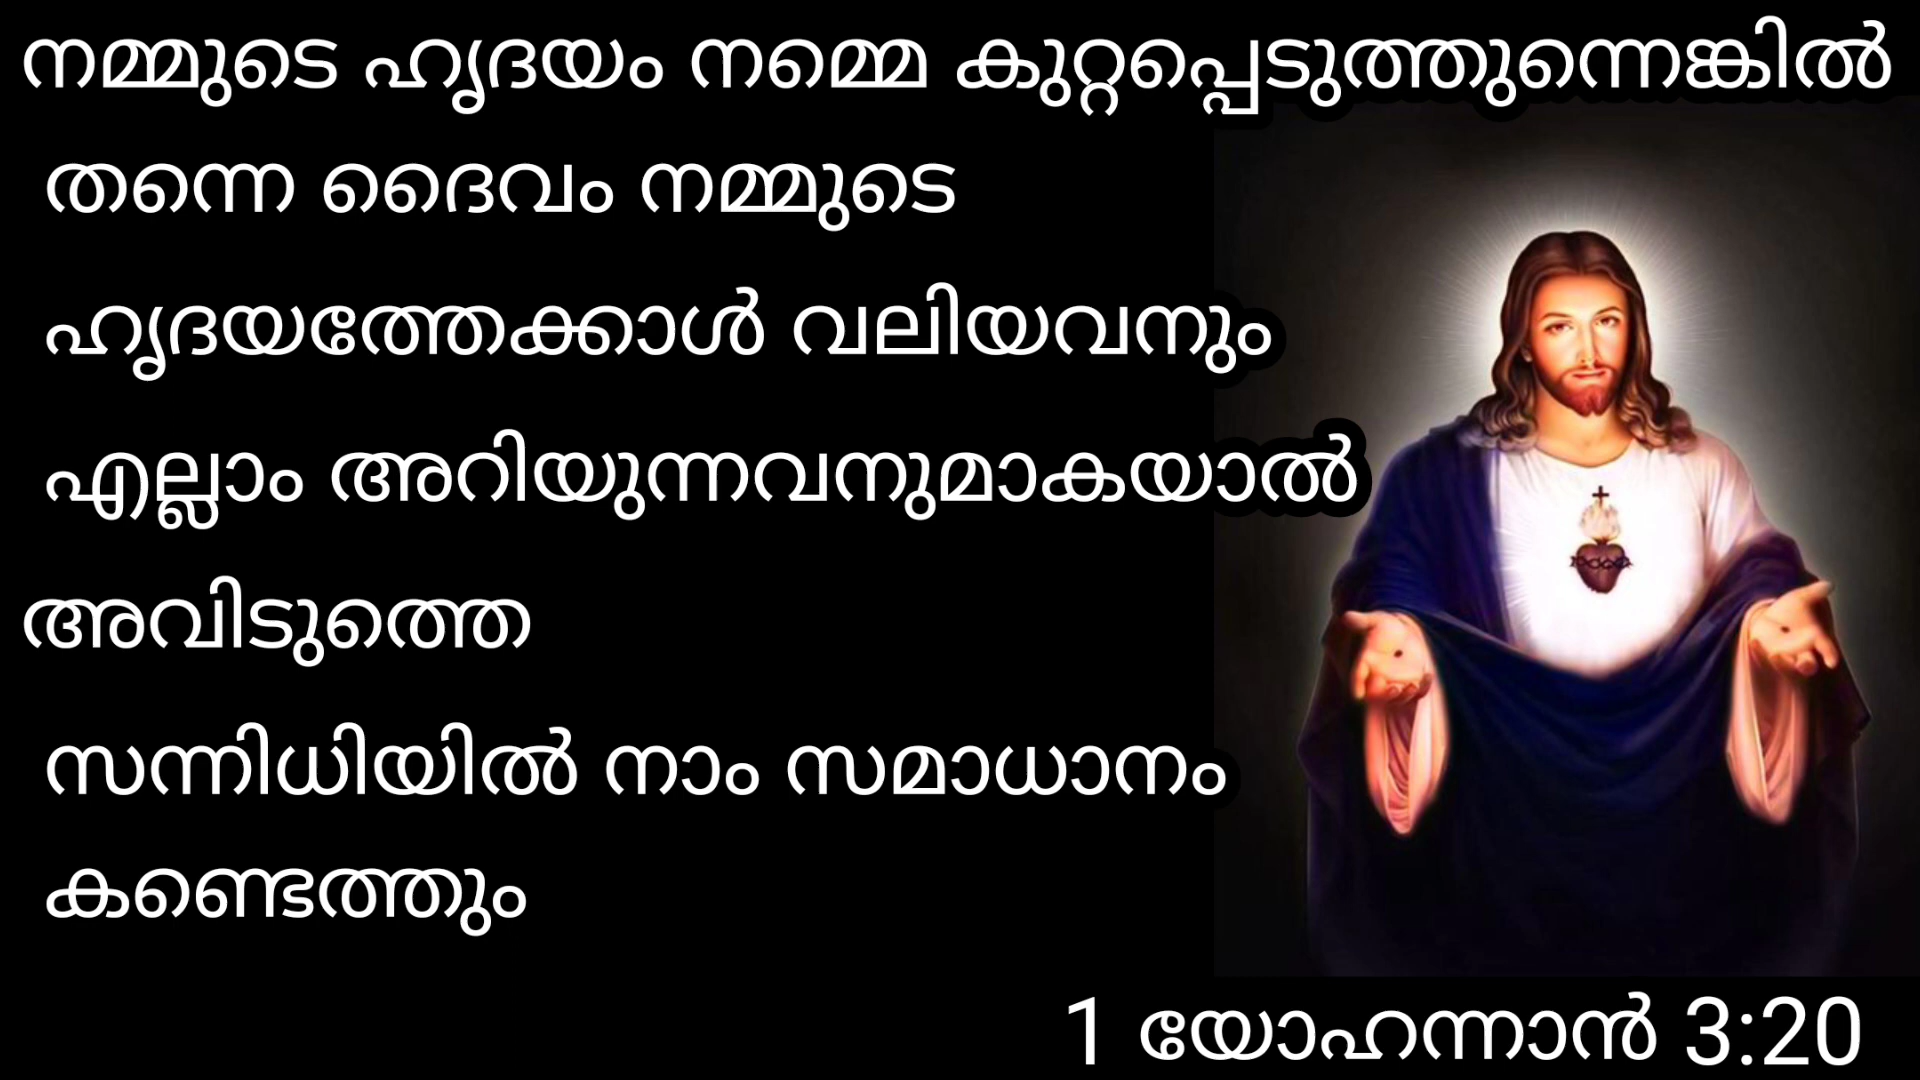 നമ്മുടെ ഹൃദയം നമ്മെ കുറ്റപ്പെടുത്തുന്നെങ്കിൽ
തന്നെ ദൈവം നമ്മുടെ
ഹൃദയത്തേക്കാൾ വലിയവനും
എല്ലാം അറിയുന്നവനുമാകയാൽ
അവിടുത്തെ
സന്നിധിയിൽ നാം സമാധാനം
കണ്ടെത്തും
1 യോഹന്നാൻ 3:20